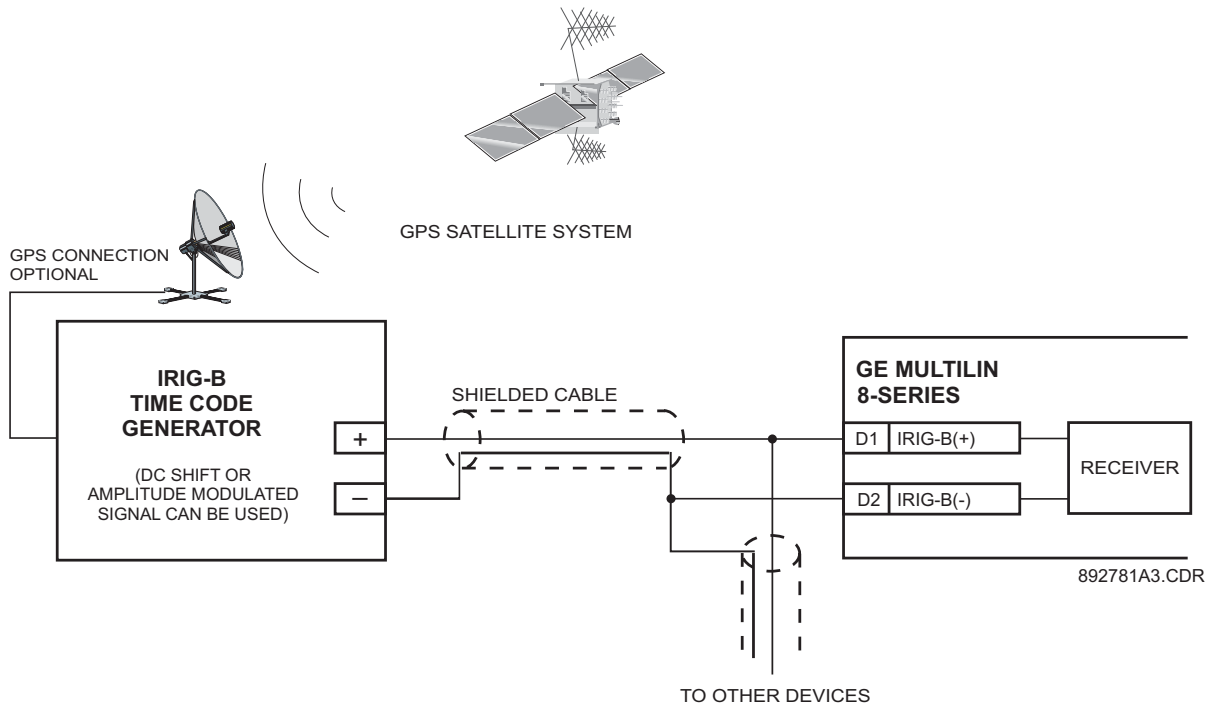 GPS SATELLITE SYSTEM
GPS CONNECTION
OPTIONAL
IRIG-B
TIME CODE
GENERATOR
(DC SHIFT OR
AMPLITUDE MODULATED
SIGNAL CAN BE USED)
+
–
SHIELDED CABLE
GE MULTILIN
8-SERIES
D1 IRIG-B(+)
D2 IRIG-B(-)
RECEIVER
892781A3.CDR
TO OTHER DEVICES